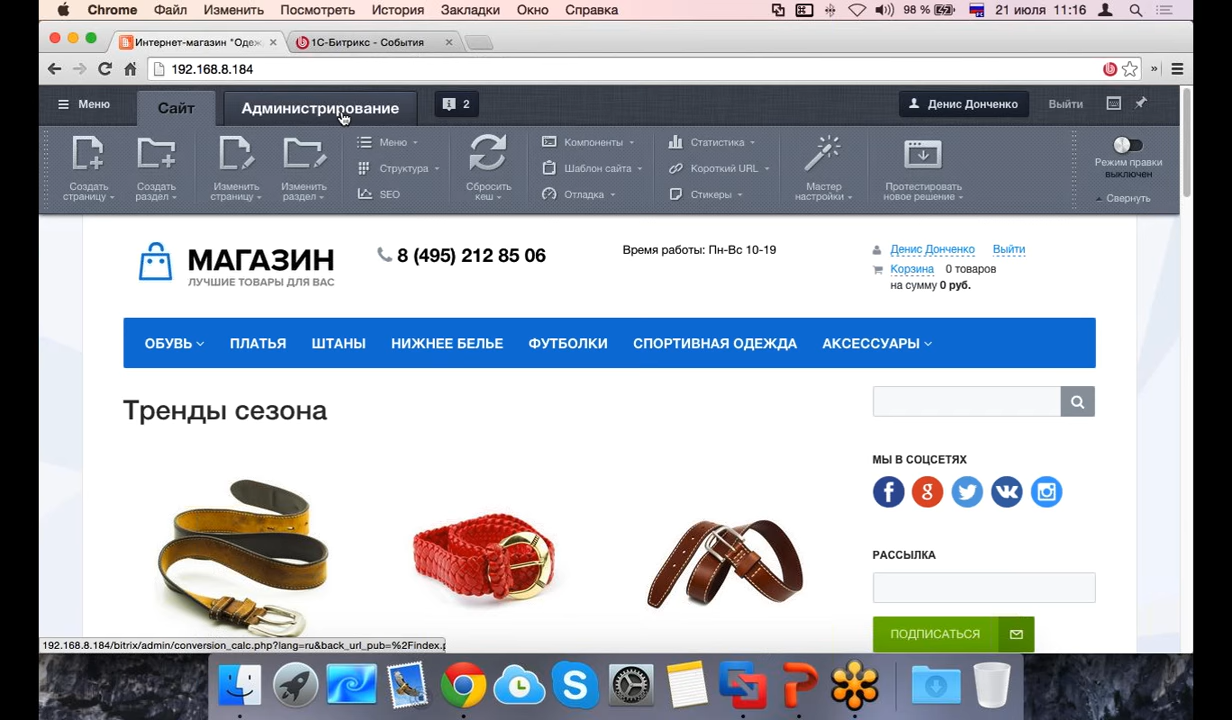 Chrome Файл Изменить Посмотреть История Закладки Окно Справка 98 % 21 июля 11:16
Интернет-магазин "Одеж 1С-Битрикс - События
192.168.8.184
Меню Сайт Администрирование 2 Денис Донченко Выйти
Создать страницу
Создать раздел
Изменить страницу
Изменить раздел
Меню
Структура
SEO
Сбросить кеш
Компоненты
Шаблон сайта
Отладка
Статистика
Короткий URL
Стикеры
Мастер настройки
Протестировать новое решение
Режим правки
выключен
Свернуть
МАГАЗИН
ЛУЧШИЕ ТОВАРЫ ДЛЯ ВАС
8 (495) 212 85 06
Время работы: Пн-Вс 10-19
Денис Донченко Выйти
Корзина 0 товаров
на сумму 0 руб.
ОБУВЬ ПЛАТЬЯ ШТАНЫ НИЖНЕЕ БЕЛЬЕ ФУТБОЛКИ СПОРТИВНАЯ ОДЕЖДА АКСЕССУАРЫ
Тренды сезона
МЫ В СОЦСЕТЯХ
РАССЫЛКА
ПОДПИСАТЬСЯ
192.168.8.184/bitrix/admin/conversion_calc.php?lang=ru&back_url_pub=%2Findex.p